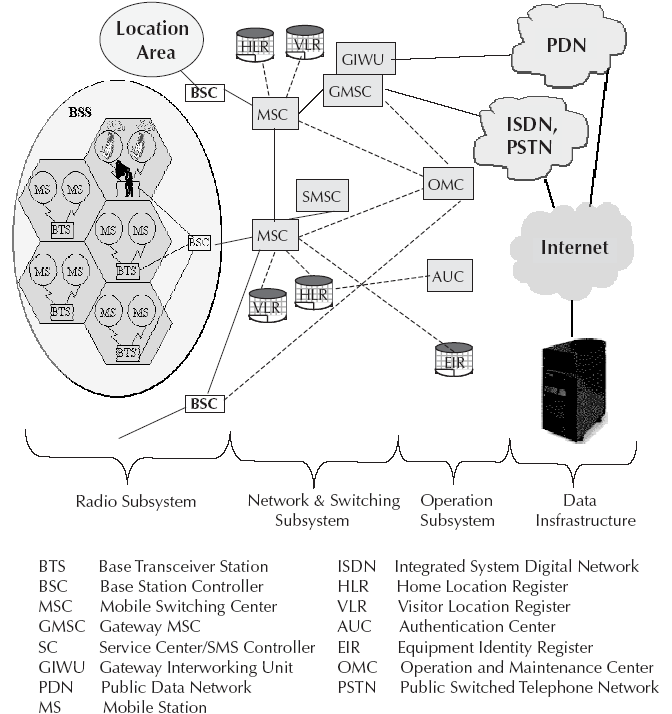 Location
Area
HLR
VLR
GIWU
PDN
BSC
GMSC
MSC
BSS
ISDN,
PSTN
MS MS
SMSC
OMC
MS MS
BTS
MSC
BSC
Internet
MS MS
BTS
AUC
VLR
HLR
MS MS
BTS
BTS
EIR
BSC
Radio Subsystem
Network & Switching
Subsystem
Operation
Subsystem
Data
Insfrastructure
BTS Base Transceiver Station
BSC Base Station Controller
MSC Mobile Switching Center
GMSC Gateway MSC
SC Service Center/SMS Controller
GIWU Gateway Interworking Unit
PDN Public Data Network
MS Mobile Station
ISDN Integrated System Digital Network
HLR Home Location Register
VLR Visitor Location Register
AUC Authentication Center
EIR Equipment Identity Register
OMC Operation and Maintenance Center
PSTN Public Switched Telephone Network